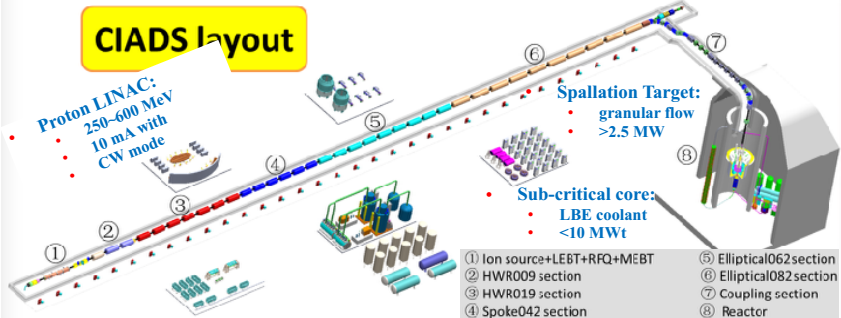 CIADS layout
Proton LINAC:
• 250~600 MeV
• 10 mA with
• CW mode
①
②
③
④
⑤
⑥
⑦
⑧
• Spallation Target:
• granular flow
• >2.5 MW
• Sub-critical core:
• LBE coolant
• <10 MWt
① Ion source+LEBT+RFQ+MEBT
② HWR009 section
③ HWR019 section
④ Spoke042 section
⑤ Elliptical062 section
⑥ Elliptical082 section
⑦ Coupling section
⑧ Reactor